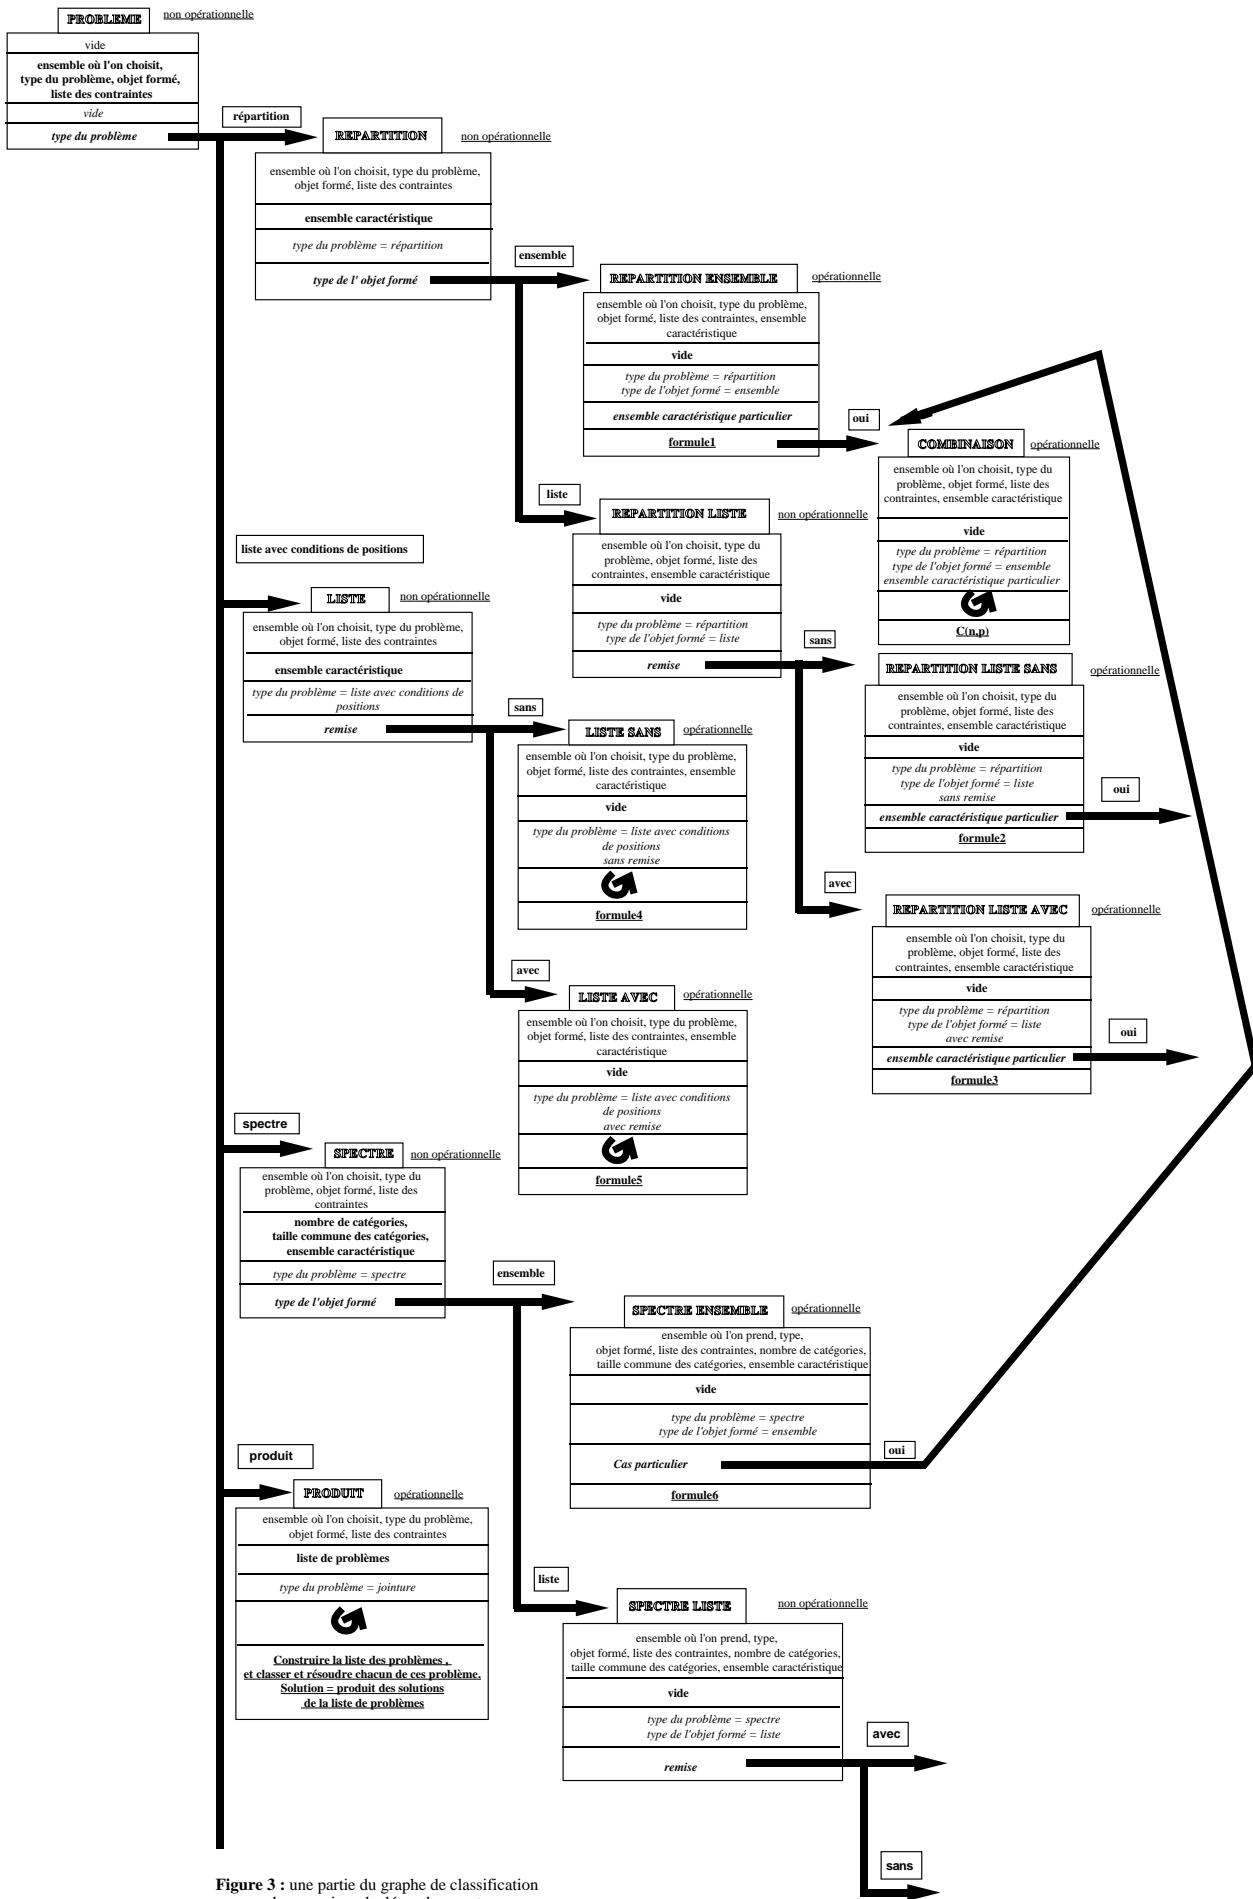 PROBLEME
non opérationnelle
vide
ensemble où l'on choisit,
type du problème, objet formé,
liste des contraintes
vide
type du problème
répartition
REPARTITION
non opérationnelle
ensemble où l'on choisit, type du problème,
objet formé, liste des contraintes
ensemble caractéristique
type du problème = répartition
type de l' objet formé
ensemble
REPARTITION ENSEMBLE
opérationnelle
ensemble où l'on choisit, type du problème,
objet formé, liste des contraintes, ensemble
caractéristique
vide
type du problème = répartition
type de l'objet formé = ensemble
ensemble caractéristique particulier
formule1
oui
COMBINAISON
opérationnelle
ensemble où l'on choisit, type du
problème, objet formé, liste des
contraintes, ensemble caractéristique
vide
type du problème = répartition
type de l'objet formé = ensemble
ensemble caractéristique particulier
C(n,p)
liste
REPARTITION LISTE
non opérationnelle
ensemble où l'on choisit, type du
problème, objet formé, liste des
contraintes, ensemble caractéristique
vide
type du problème = répartition
type de l'objet formé = liste
remise
sans
REPARTITION LISTE SANS
opérationnelle
ensemble où l'on choisit, type du
problème, objet formé, liste des
contraintes, ensemble caractéristique
vide
type du problème = répartition
type de l'objet formé = liste
sans remise
ensemble caractéristique particulier
oui
formule2
avec
REPARTITION LISTE AVEC
opérationnelle
ensemble où l'on choisit, type du
problème, objet formé, liste des
contraintes, ensemble caractéristique
vide
type du problème = répartition
type de l'objet formé = liste
avec remise
ensemble caractéristique particulier
oui
formule3
liste avec conditions de positions
LISTE
non opérationnelle
ensemble où l'on choisit, type du problème,
objet formé, liste des contraintes
ensemble caractéristique
type du problème = liste avec conditions de
positions
remise
sans
LISTE SANS
opérationnelle
ensemble où l'on choisit, type du problème,
objet formé, liste des contraintes, ensemble
caractéristique
vide
type du problème = liste avec conditions
de positions
sans remise
formule4
avec
LISTE AVEC
opérationnelle
ensemble où l'on choisit, type du problème,
objet formé, liste des contraintes, ensemble
caractéristique
vide
type du problème = liste avec conditions
de positions
avec remise
formule5
spectre
SPECTRE
non opérationnelle
ensemble où l'on choisit, type du
problème, objet formé, liste des
contraintes
nombre de catégories,
taille commune des catégories,
ensemble caractéristique
type du problème = spectre
type de l'objet formé
ensemble
SPECTRE ENSEMBLE
opérationnelle
ensemble où l'on prend, type,
objet formé, liste des contraintes, nombre de catégories,
taille commune des catégories, ensemble caractéristique
vide
type du problème = spectre
type de l'objet formé = ensemble
Cas particulier
oui
formule6
liste
SPECTRE LISTE
non opérationnelle
ensemble où l'on prend, type,
objet formé, liste des contraintes, nombre de catégories,
taille commune des catégories, ensemble caractéristique
vide
type du problème = spectre
type de l'objet formé = liste
remise
avec
sans
produit
PRODUIT
opérationnelle
ensemble où l'on choisit, type du problème,
objet formé, liste des contraintes
liste de problèmes
type du problème = jointure
Construire la liste des problèmes ,
et classer et résoudre chacun de ces problème.
Solution = produit des solutions
de la liste de problèmes
Figure 3 : une partie du graphe de classification